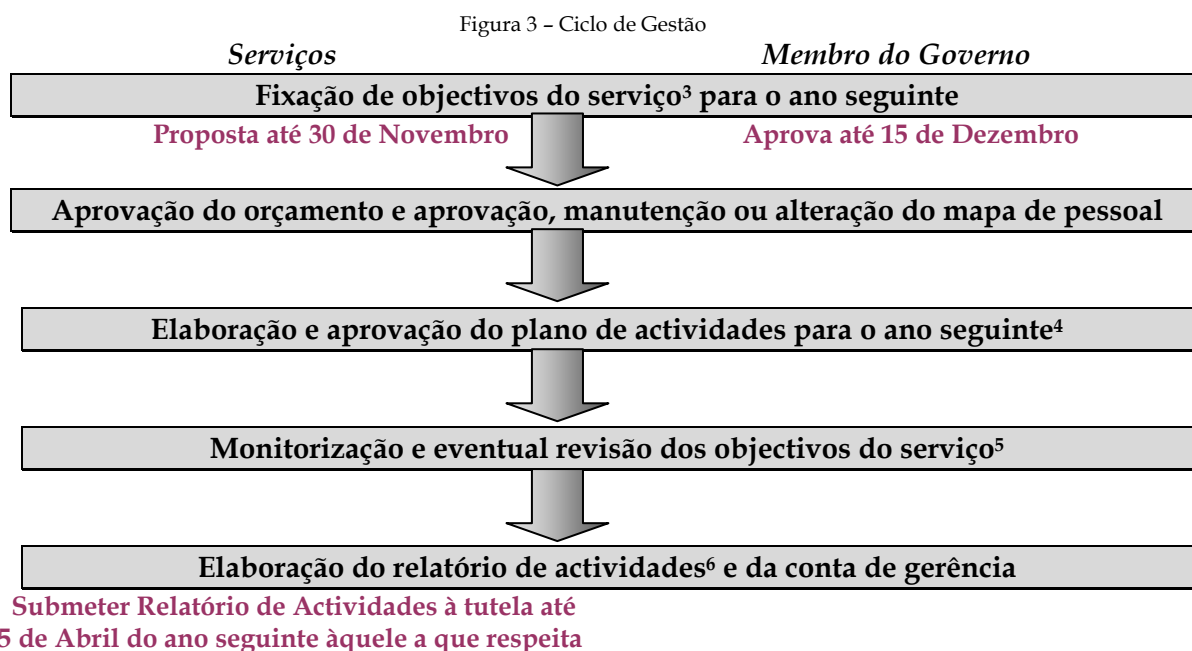 Figura 3 – Ciclo de Gestão
Serviços Membro do Governo
Fixação de objectivos do serviço³ para o ano seguinte
Proposta até 30 de Novembro Aprova até 15 de Dezembro
Aprovação do orçamento e aprovação, manutenção ou alteração do mapa de pessoal
Elaboração e aprovação do plano de actividades para o ano seguinte⁴
Monitorização e eventual revisão dos objectivos do serviço⁵
Elaboração do relatório de actividades⁶ e da conta de gerência
Submeter Relatório de Actividades à tutela até
5 de Abril do ano seguinte àquele a que respeita